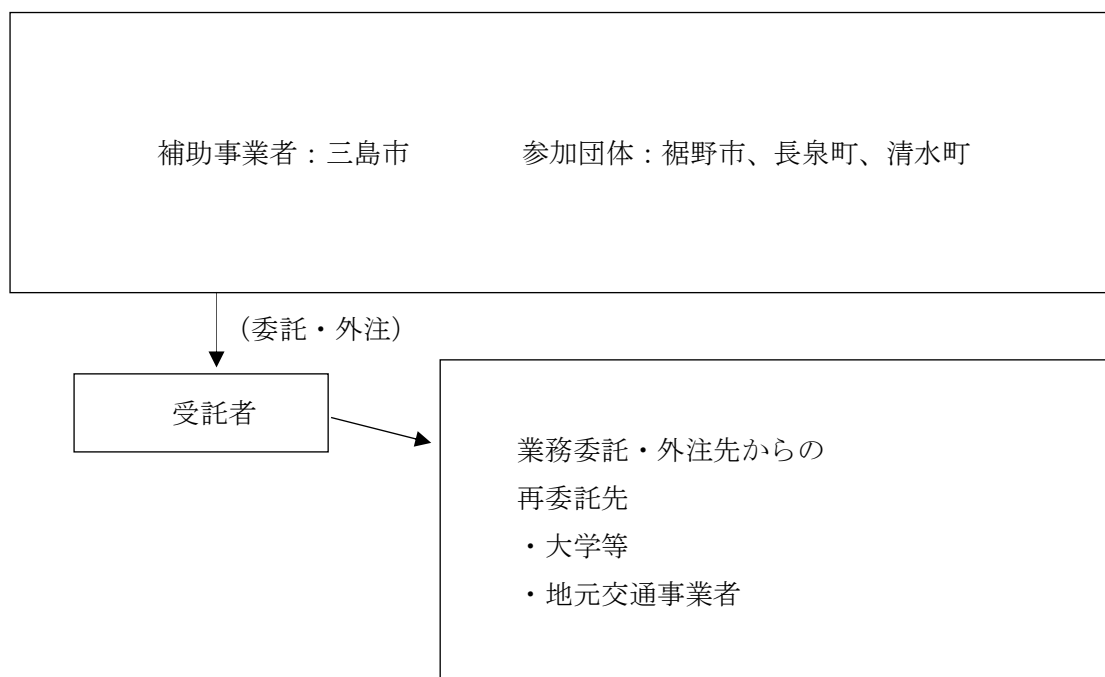 補助事業者：三島市　参加団体：裾野市、長泉町、清水町
（委託・外注）
受託者
業務委託・外注先からの
再委託先
・大学等
・地元交通事業者